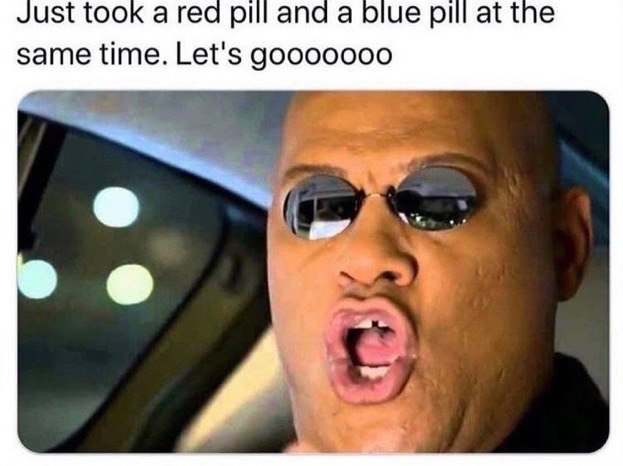 Just took a red pill and a blue pill at the
same time. Let's gooooooo